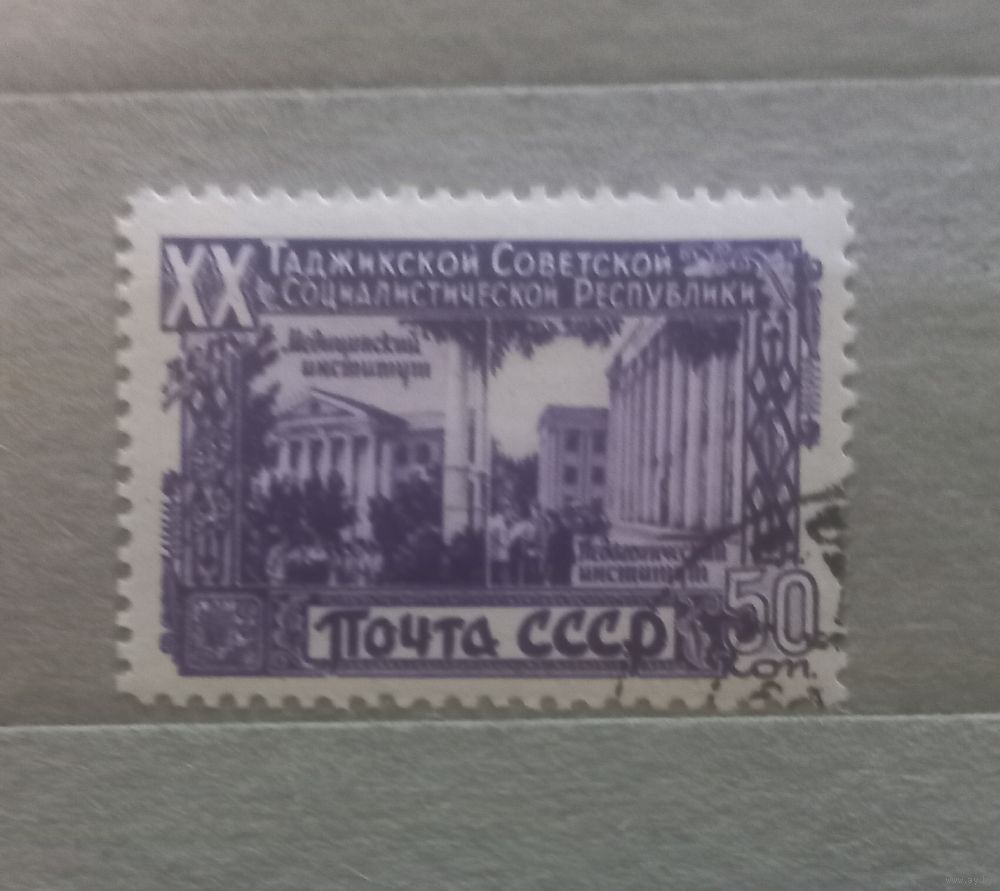 XX Таджикской Советской
Социалистической Республики
Медицинский
институт
Педагогический
институт
Почта СССР
50
коп.